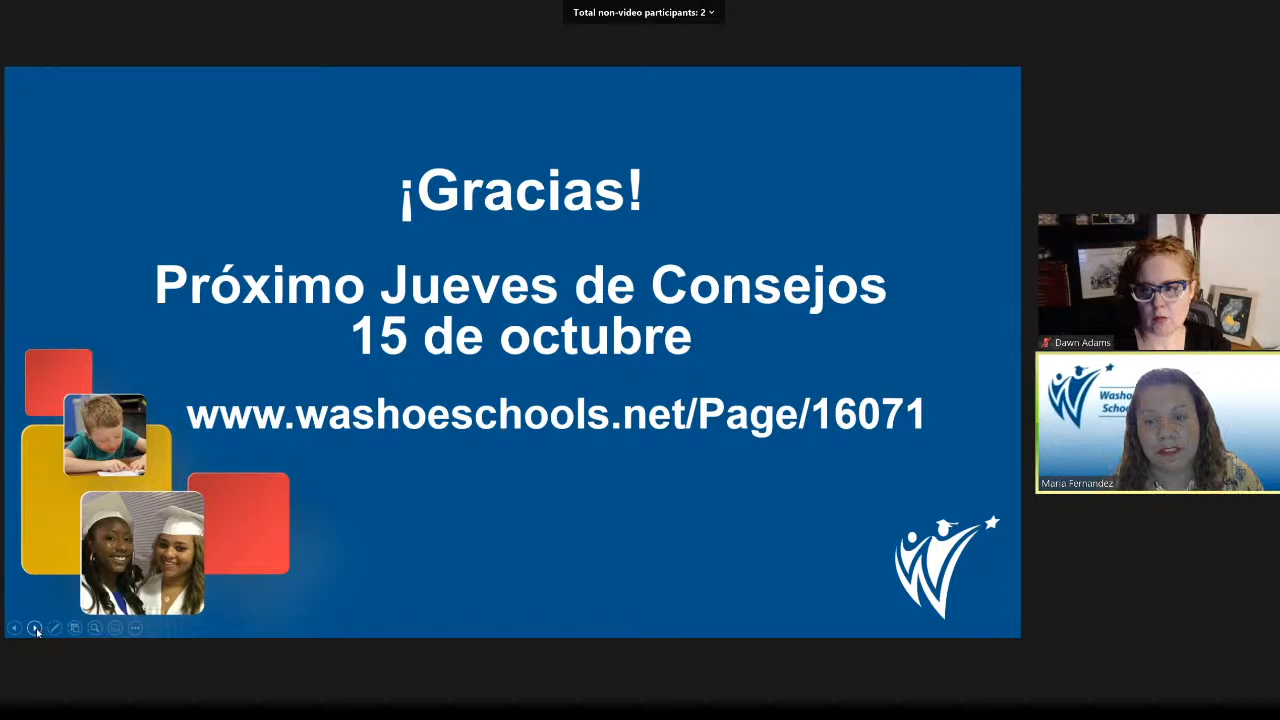 Total non-video participants: 2
¡Gracias!
Próximo Jueves de Consejos
15 de octubre
www.washoeschools.net/Page/16071
Dawn Adams
Maria Fernandez